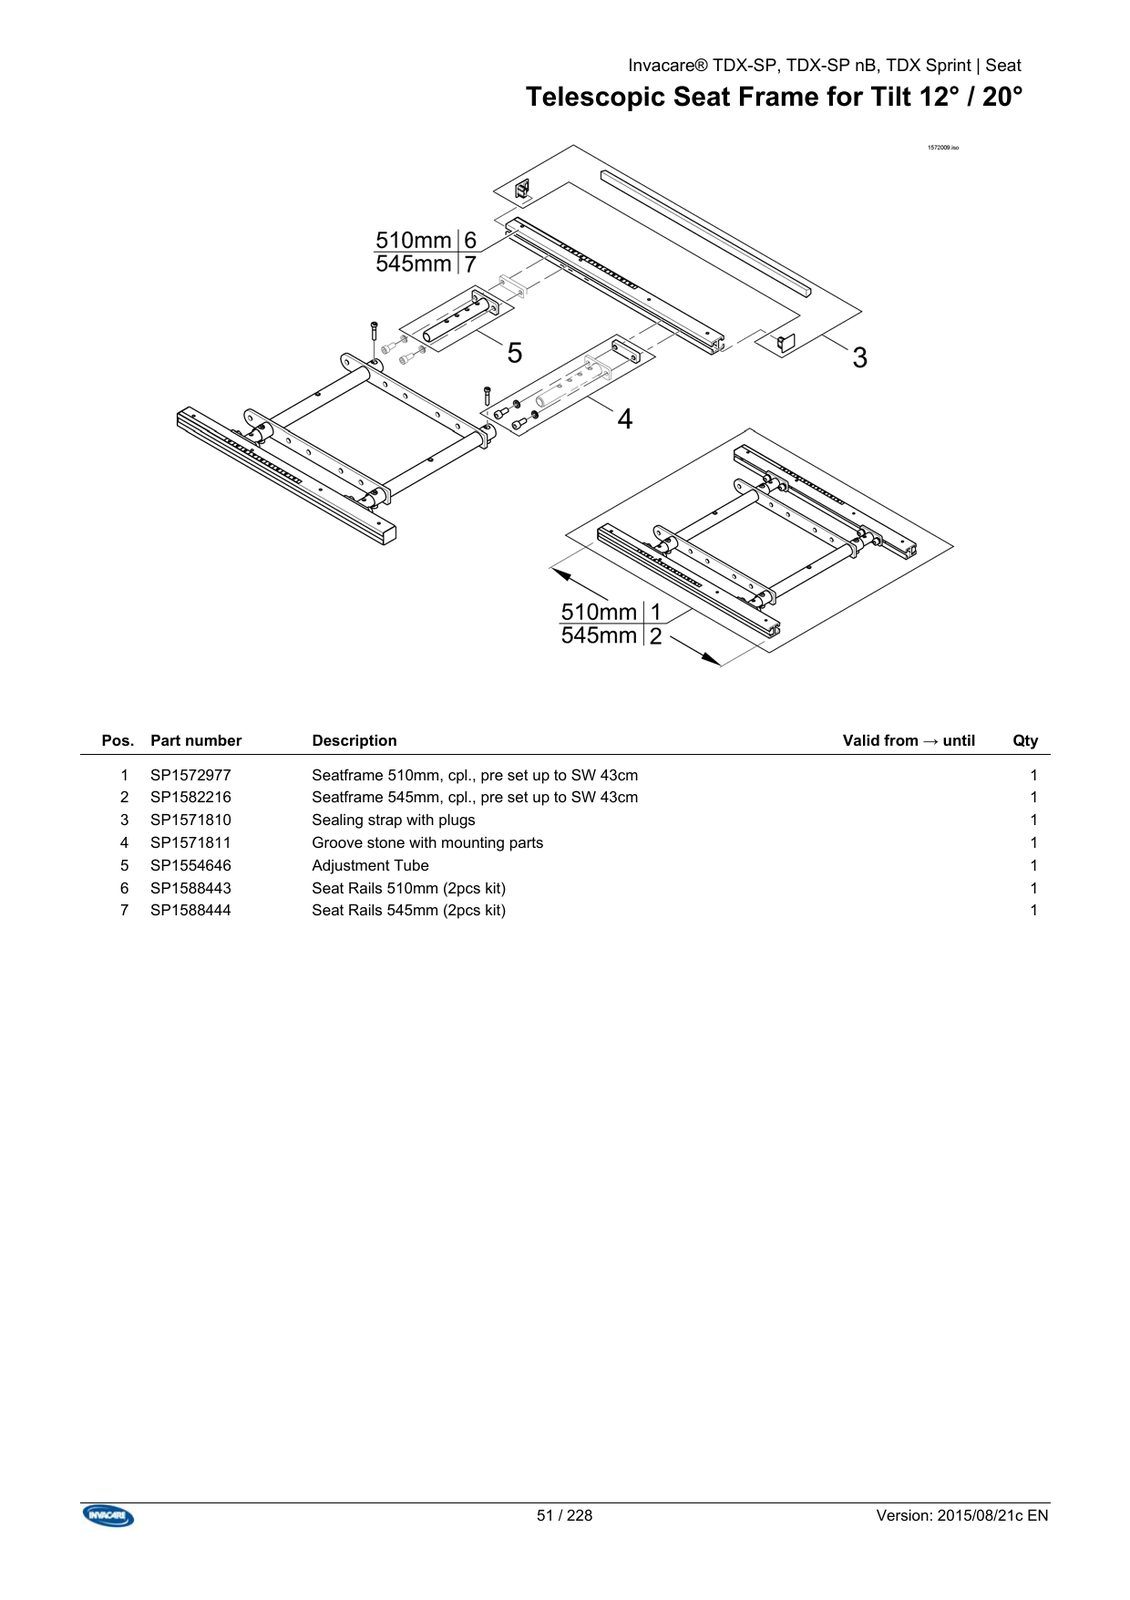 Invacare® TDX-SP, TDX-SP nB, TDX Sprint | Seat
Telescopic Seat Frame for Tilt 12° / 20°
1572009.iso
510mm 6
545mm 7
5
3
4
510mm 1
545mm 2
Pos. Part number Description Valid from → until Qty
1 SP1572977 Seatframe 510mm, cpl., pre set up to SW 43cm 1
2 SP1582216 Seatframe 545mm, cpl., pre set up to SW 43cm 1
3 SP1571810 Sealing strap with plugs 1
4 SP1571811 Groove stone with mounting parts 1
5 SP1554646 Adjustment Tube 1
6 SP1588443 Seat Rails 510mm (2pcs kit) 1
7 SP1588444 Seat Rails 545mm (2pcs kit) 1
INVACARE 51 / 228 Version: 2015/08/21c EN